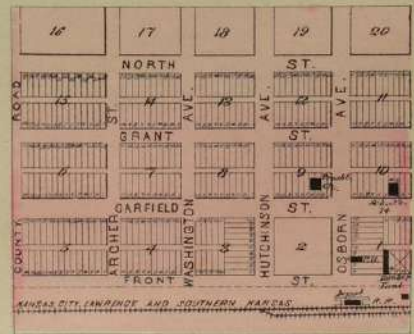 16 17 18 19 20
NORTH ST.
15 14 13 12 11
GRANT ST.
6 7 8 9 10
GARFIELD ST.
5 4 3 2 1
FRONT ST.
KANSAS CITY, LAWRENCE AND SOUTHERN KANSAS R.R.
COUNTY ROAD
ARCHER ST.
WASHINGTON AVE.
HUTCHINSON AVE.
OSBORN AVE.